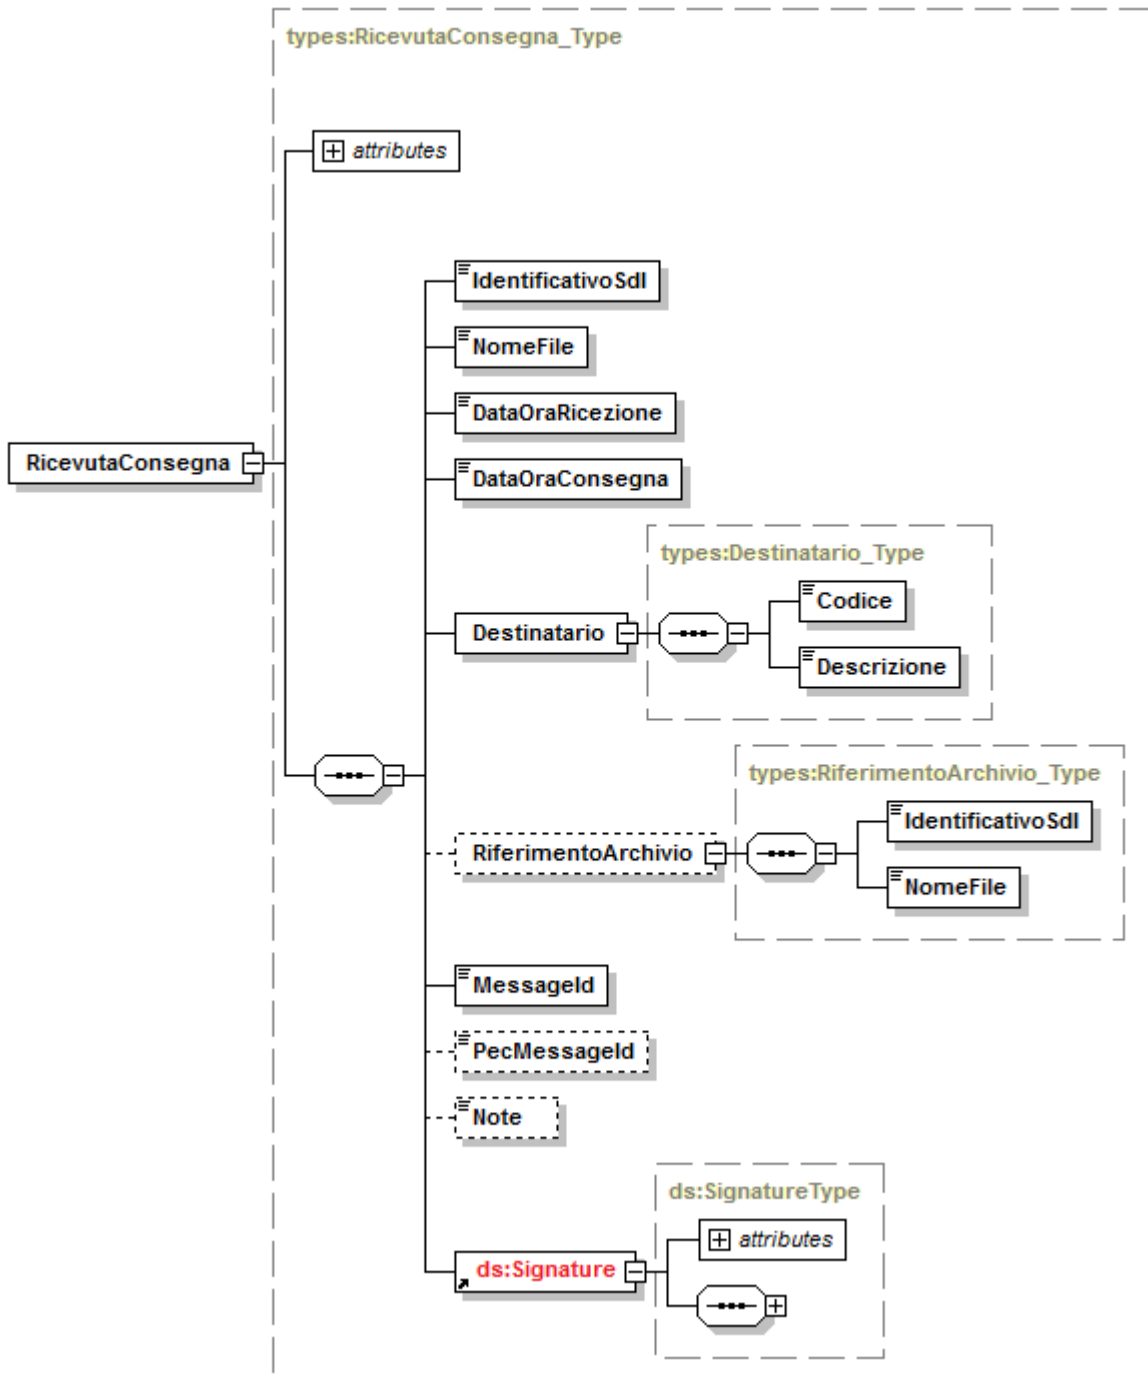 types:RicevutaConsegna_Type
attributes
IdentificativoSdI
NomeFile
DataOraRicezione
RicevutaConsegna
DataOraConsegna
types:Destinatario_Type
Codice
Destinatario
Descrizione
types:RiferimentoArchivio_Type
IdentificativoSdI
RiferimentoArchivio
NomeFile
MessageId
PecMessageId
Note
ds:SignatureType
attributes
ds:Signature